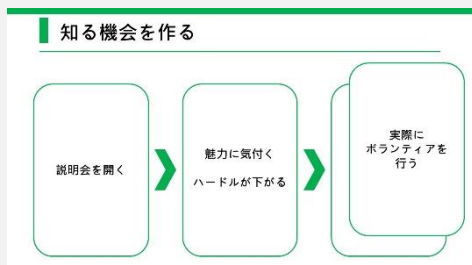 知る機会を作る
説明会を開く
魅力に気付く
ハードルが下がる
実際に
ボランティアを
行う